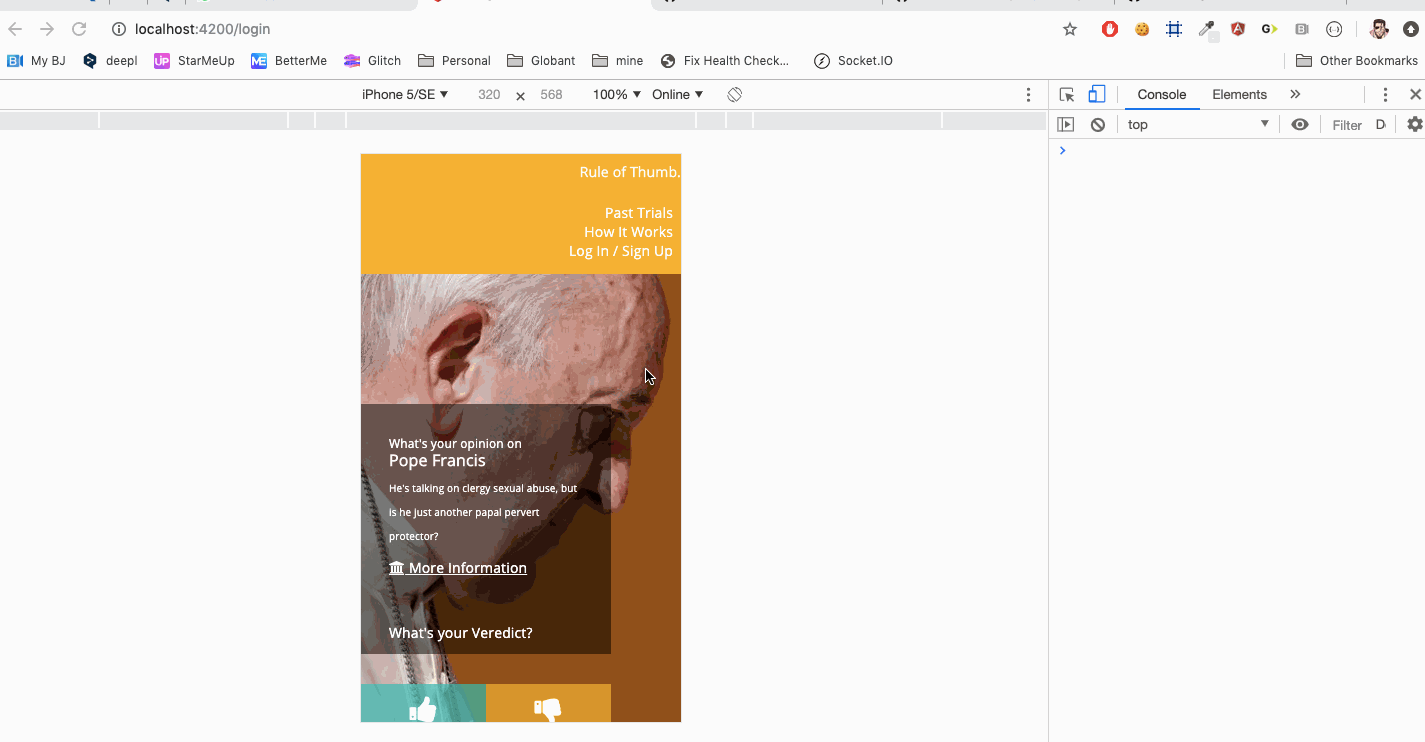 localhost:4200/login
My BJ deepl StarMeUp BetterMe Glitch Personal Globant mine Fix Health Check... Socket.IO Other Bookmarks
iPhone 5/SE ▼ 320 × 568 100% ▼ Online ▼
Console Elements »
top ▼ Filter
Rule of Thumb.
Past Trials
How It Works
Log In / Sign Up
What's your opinion on
Pope Francis
He's talking on clergy sexual abuse, but
is he just another papal pervert
protector?
More Information
What's your Veredict?